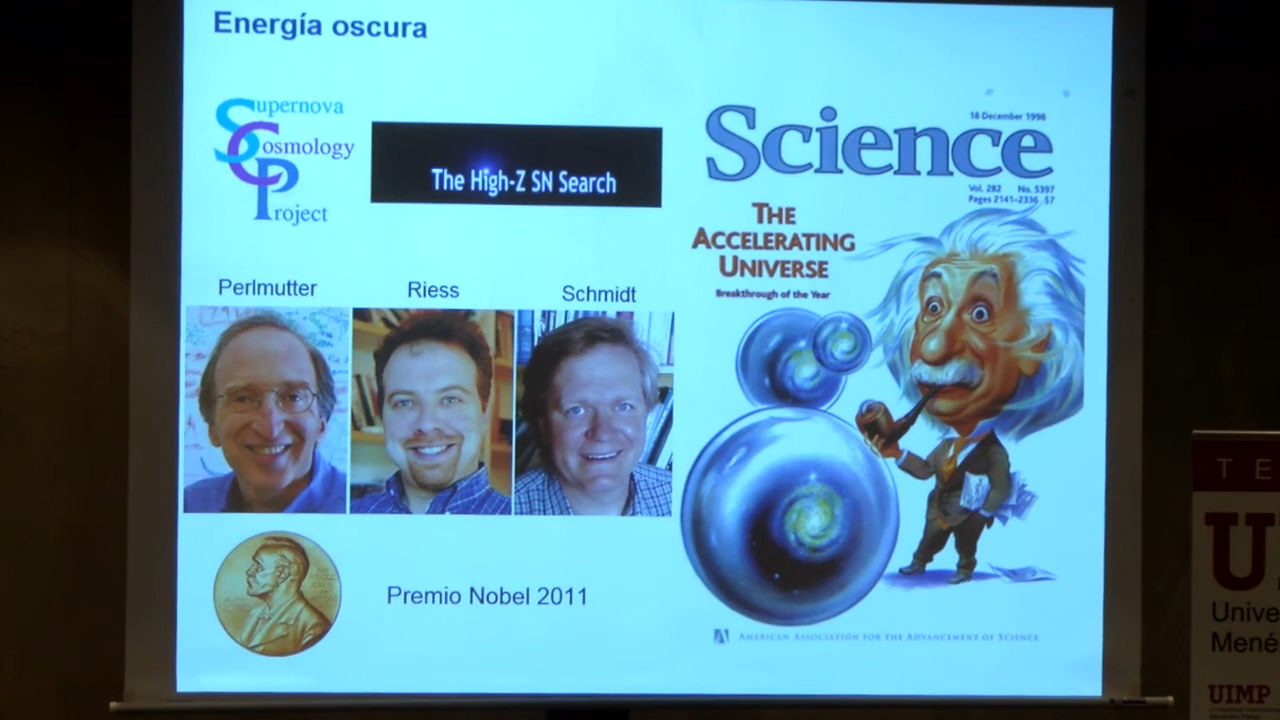 Energía oscura
Supernova
Cosmology
Project
The High-Z SN Search
Science
18 December 1998
Vol. 282 No. 5397
Pages 2141–2336 $7
THE
ACCELERATING
UNIVERSE
Breakthrough of the Year
Perlmutter
Riess
Schmidt
Premio Nobel 2011
AMERICAN ASSOCIATION FOR THE ADVANCEMENT OF SCIENCE
TE
U
Unive
Mené
UIMP